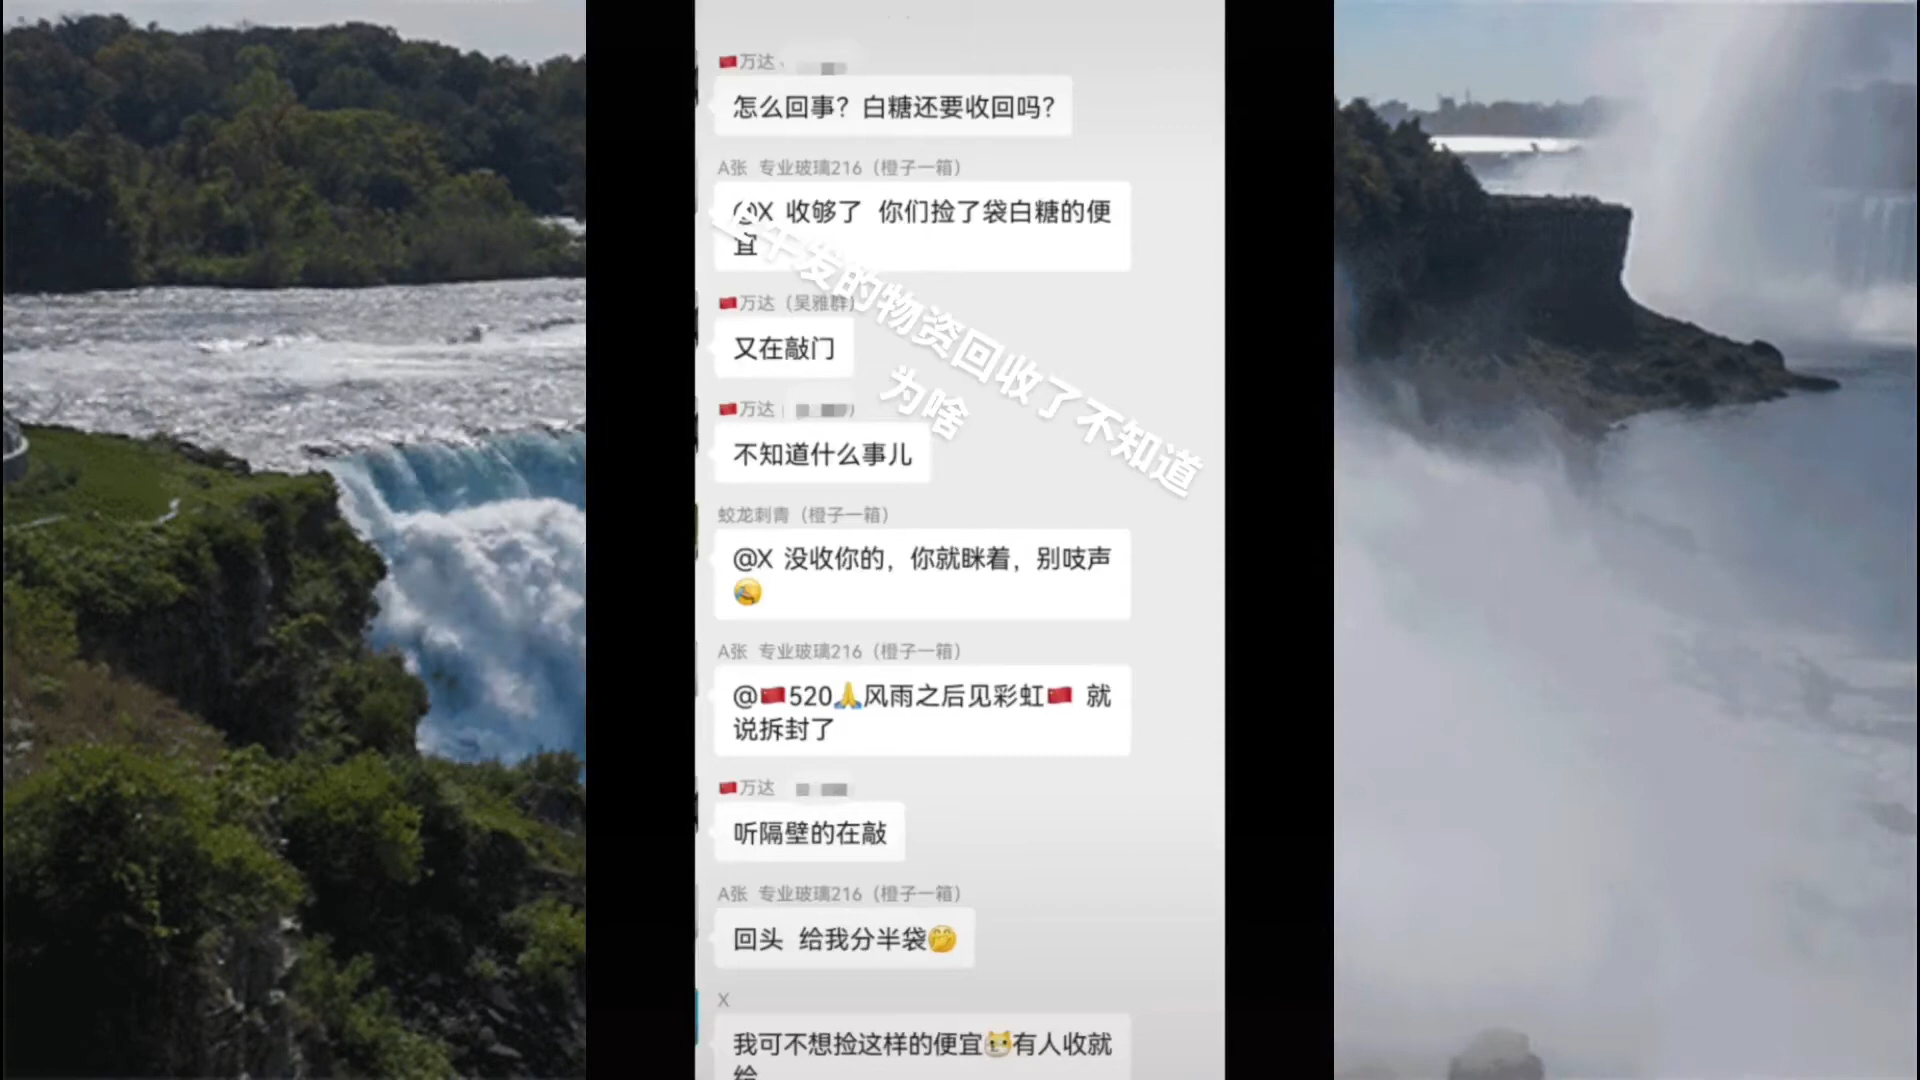 万达
怎么回事？白糖还要收回吗？
A张 专业玻璃216（橙子一箱）
@X 收够了 你们捡了袋白糖的便
宜
万达（吴雅群）
又在敲门
午发的物资回收了不知道
为啥
万达
不知道什么事儿
蛟龙刺青（橙子一箱）
@X 没收你的，你就眯着，别吱声
A张 专业玻璃216（橙子一箱）
@🇨🇳520🙏风雨之后见彩虹🇨🇳 就
说拆封了
万达
听隔壁的在敲
A张 专业玻璃216（橙子一箱）
回头 给我分半袋
X
我可不想捡这样的便宜有人收就
给